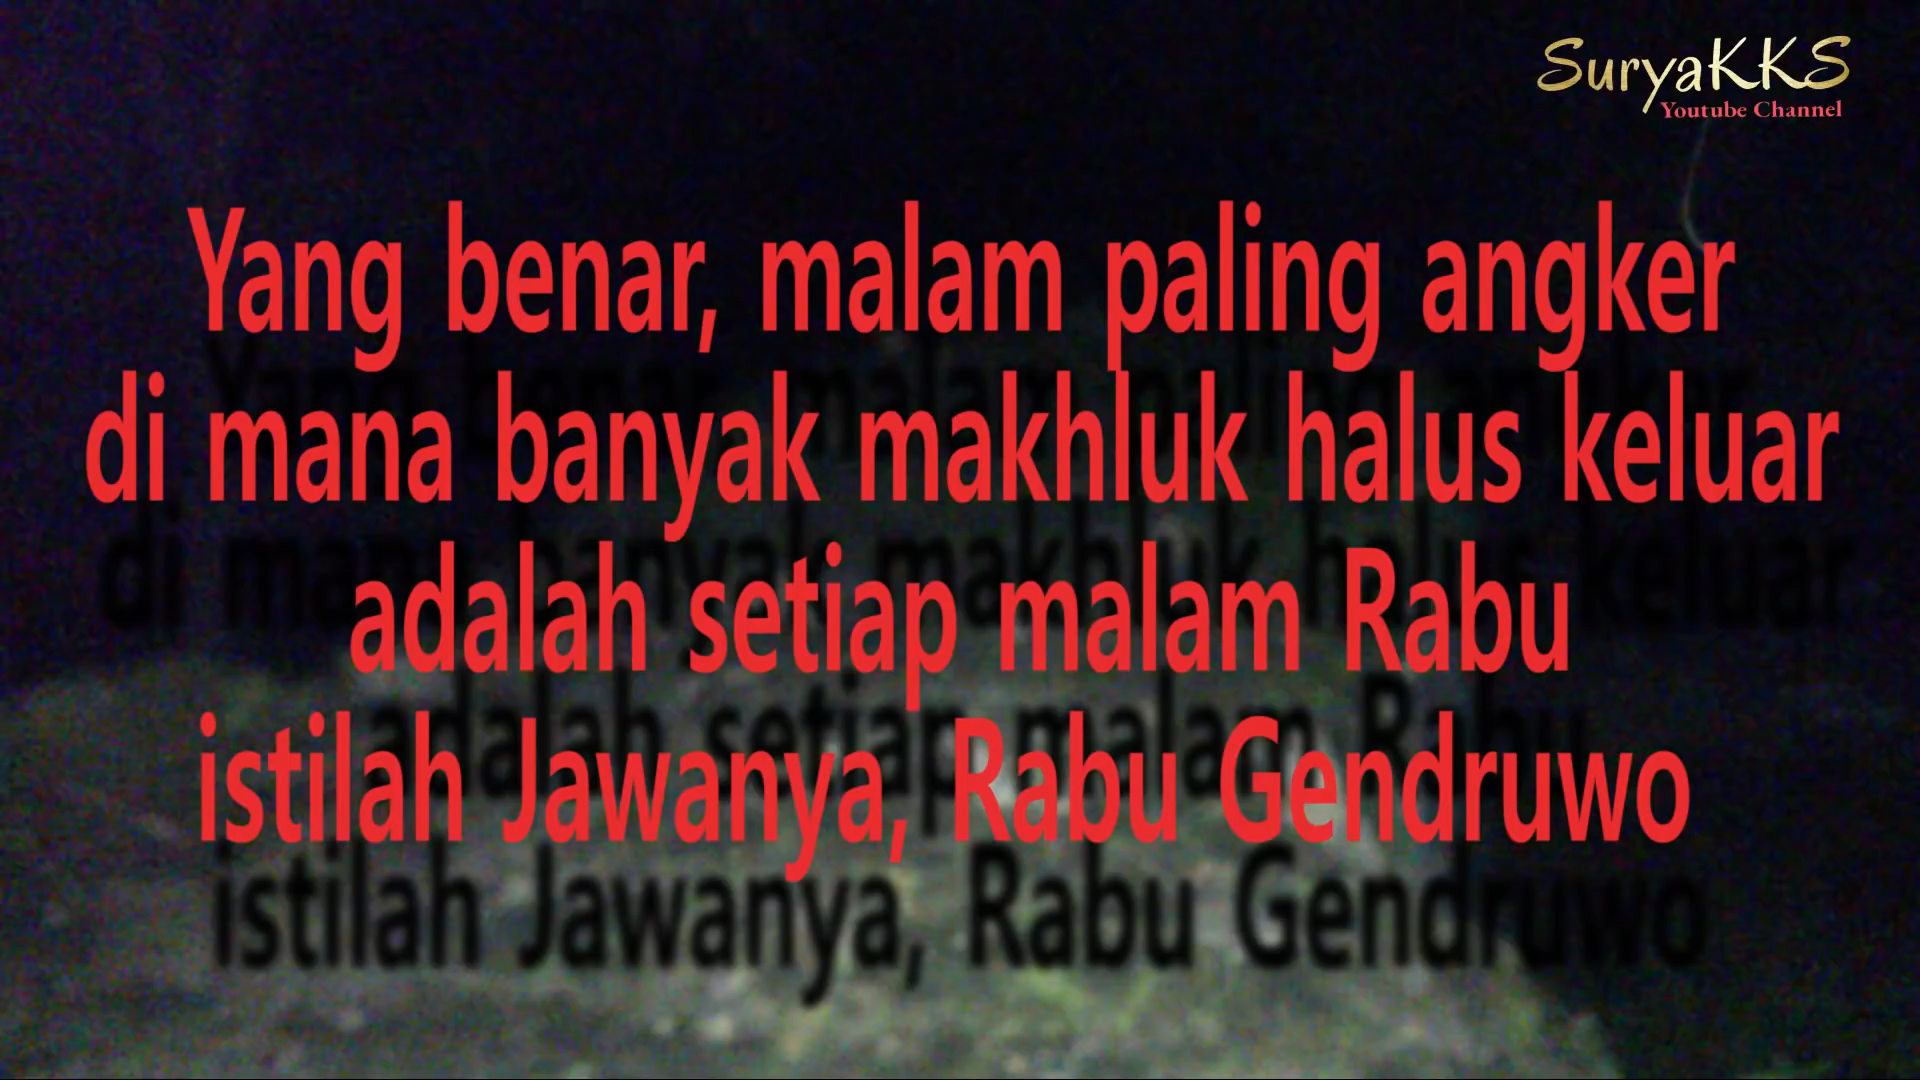 SuryaKKS
Youtube Channel
Yang benar, malam paling angker
di mana banyak makhluk halus keluar
adalah setiap malam Rabu
istilah Jawanya, Rabu Gendruwo